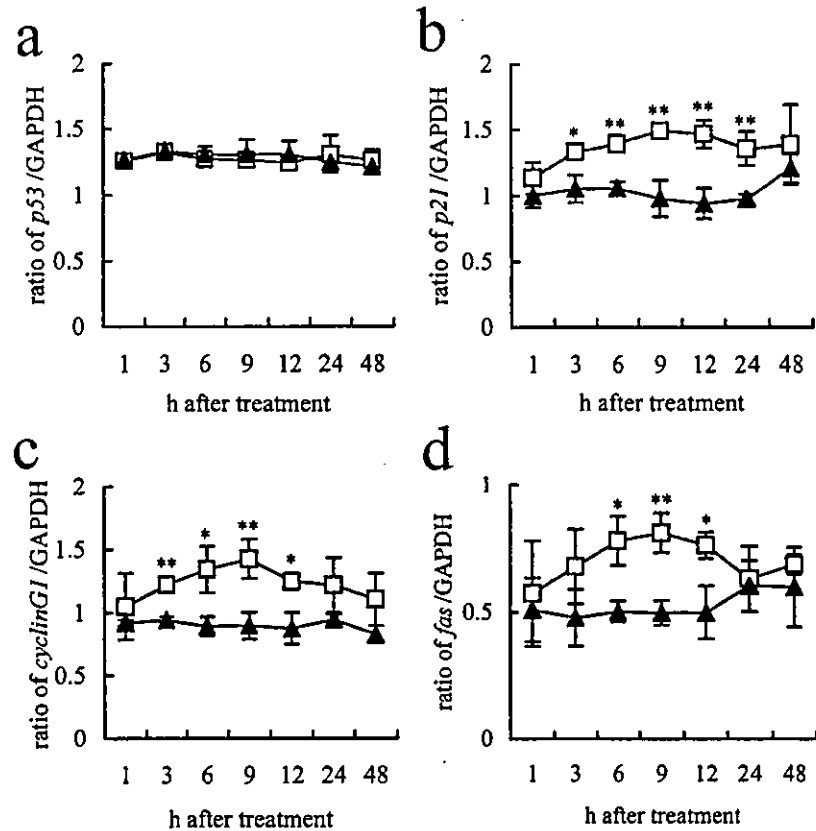 a
ratio of p53 /GAPDH
2
1.5
1
0.5
0
1 3 6 9 12 24 48
h after treatment
b
ratio of p21 /GAPDH
2
1.5
1
0.5
0
* ** ** ** **
1 3 6 9 12 24 48
h after treatment
c
ratio of cyclinG1 /GAPDH
2
1.5
1
0.5
0
** * ** *
1 3 6 9 12 24 48
h after treatment
d
ratio of fas /GAPDH
1
0.5
0
* ** *
1 3 6 9 12 24 48
h after treatment